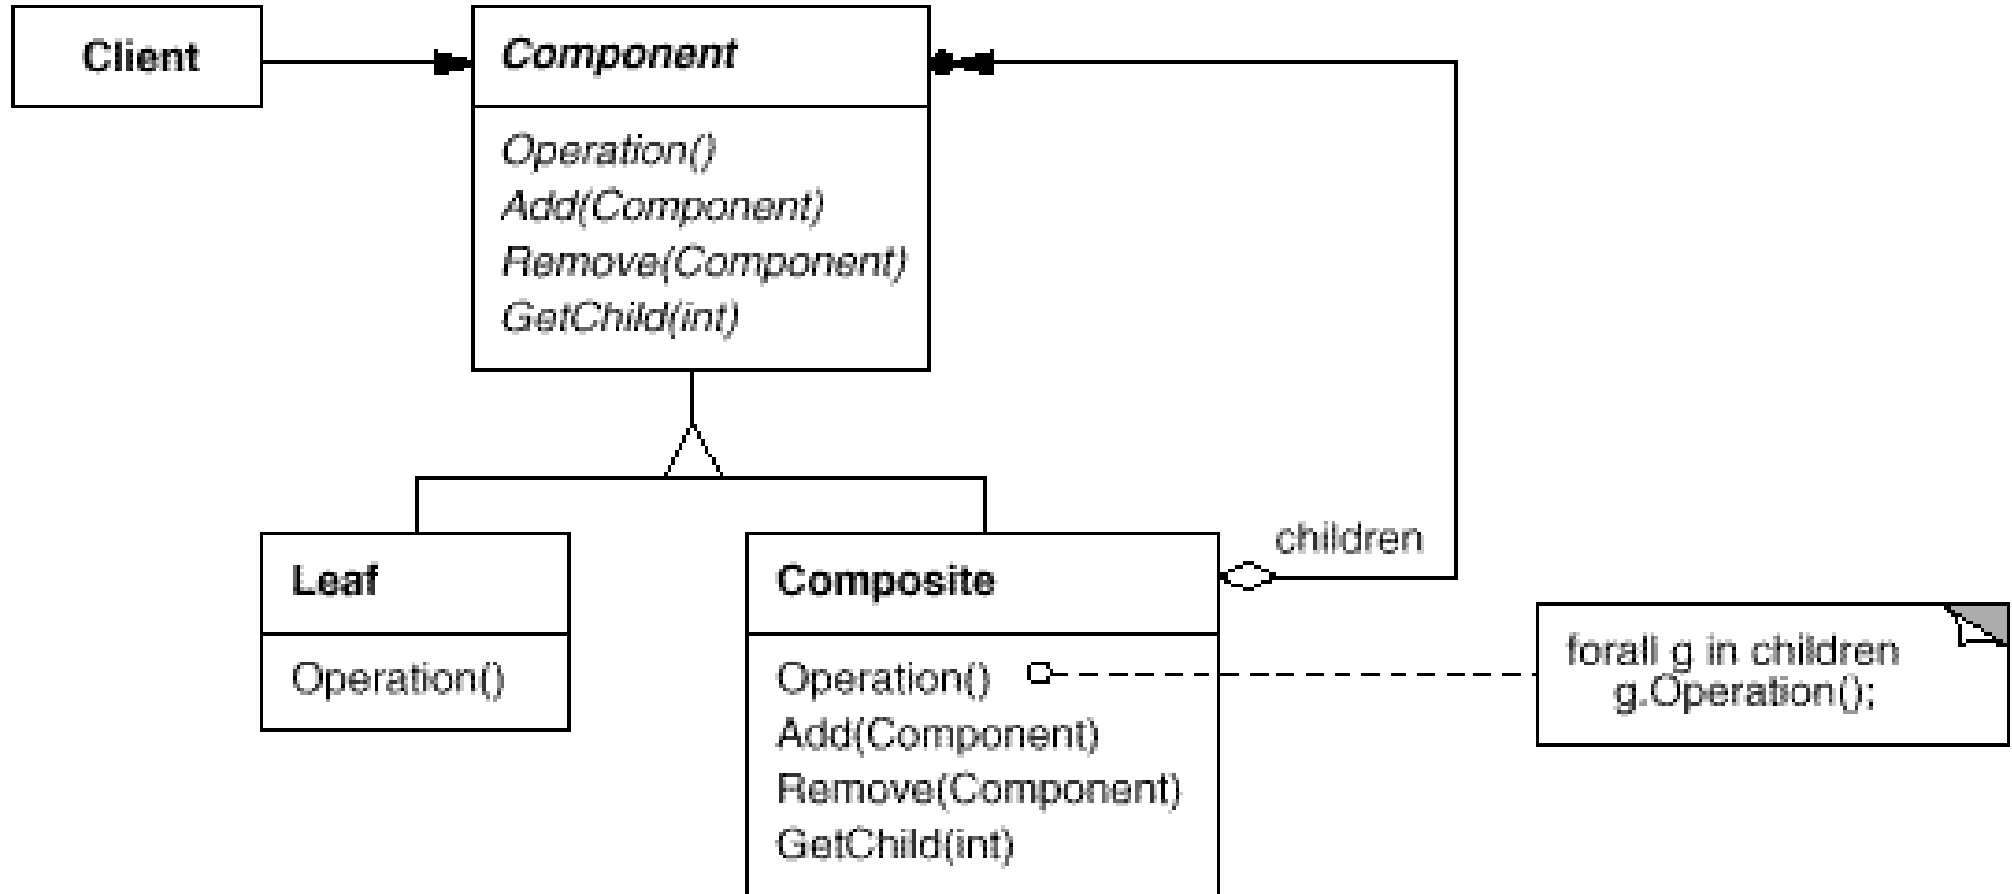 Client
Component
Operation()
Add(Component)
Remove(Component)
GetChild(int)
Leaf
Operation()
Composite
Operation()
Add(Component)
Remove(Component)
GetChild(int)
children
forall g in children
g.Operation();